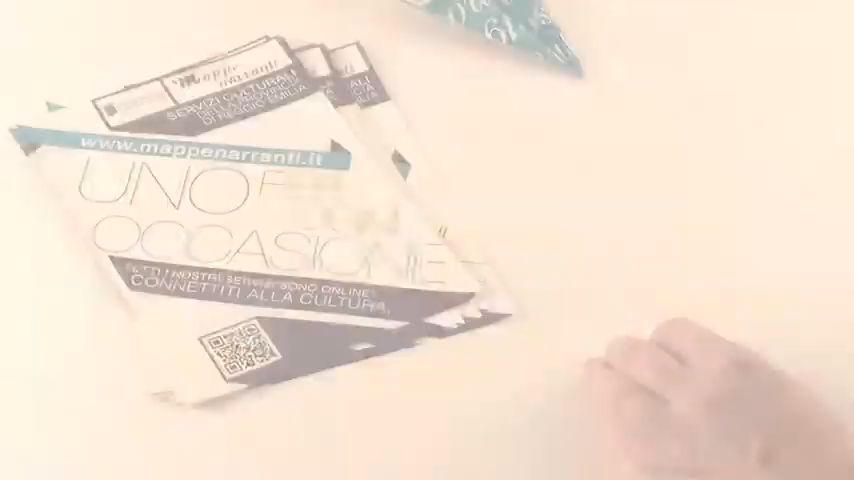 Mappe
narranti
SERVIZI CULTURALI
DELLA PROVINCIA
DI REGGIO EMILIA
www.mappenarranti.it
UNO
OCCASIONE
TUTTI I NOSTRI SERVIZI SONO ONLINE!
CONNETTITI ALLA CULTURA.